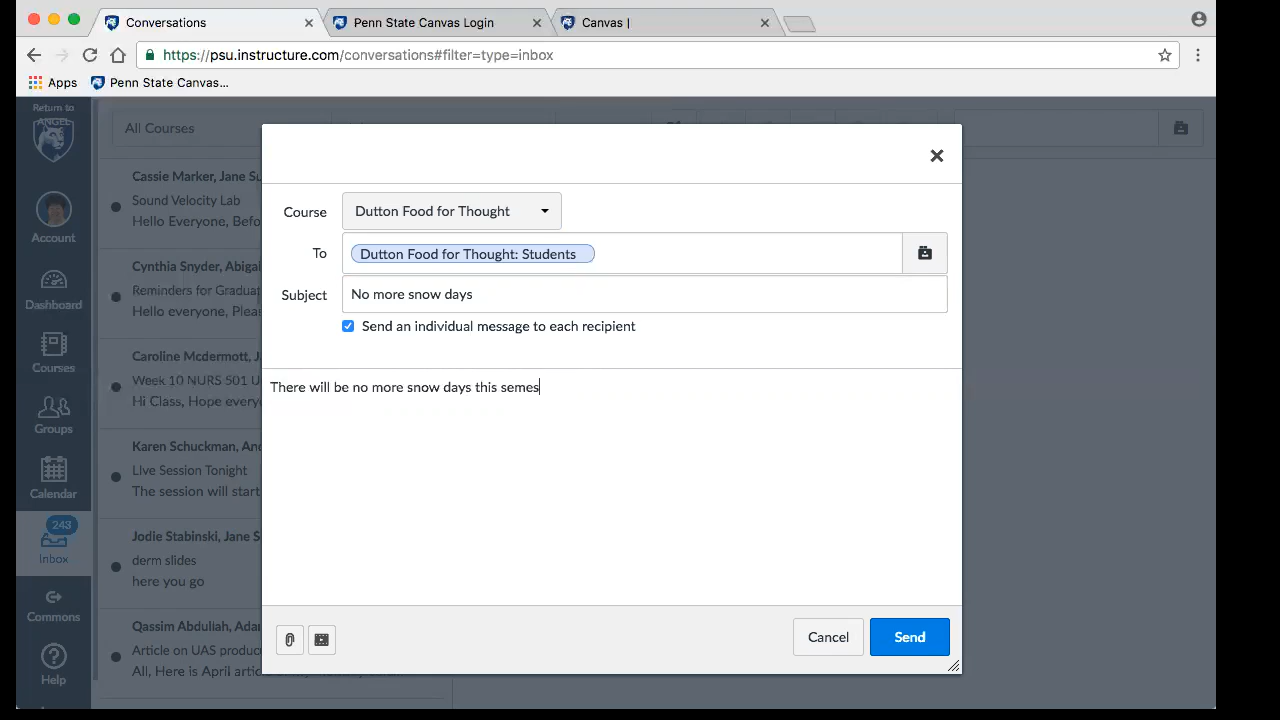 Conversations
Penn State Canvas Login
Canvas |
https://psu.instructure.com/conversations#filter=type=inbox
Apps
Penn State Canvas...
Return to
ANGEL
All Courses
Account
Dashboard
Courses
Groups
Calendar
243
Inbox
Commons
Help
Cassie Marker, Jane Su
Sound Velocity Lab
Hello Everyone, Befo
Cynthia Snyder, Abigai
Reminders for Graduat
Hello everyone, Pleas
Caroline Mcdermott, J
Week 10 NURS 501 U
Hi Class, Hope every
Karen Schuckman, And
LIve Session Tonight
The session will start
Jodie Stabinski, Jane S
derm slides
here you go
Qassim Abduliah, Adar
Article on UAS produc
All, Here is April artic
Course
Dutton Food for Thought
To
Dutton Food for Thought: Students
Subject
No more snow days
Send an individual message to each recipient
There will be no more snow days this semes
Cancel
Send